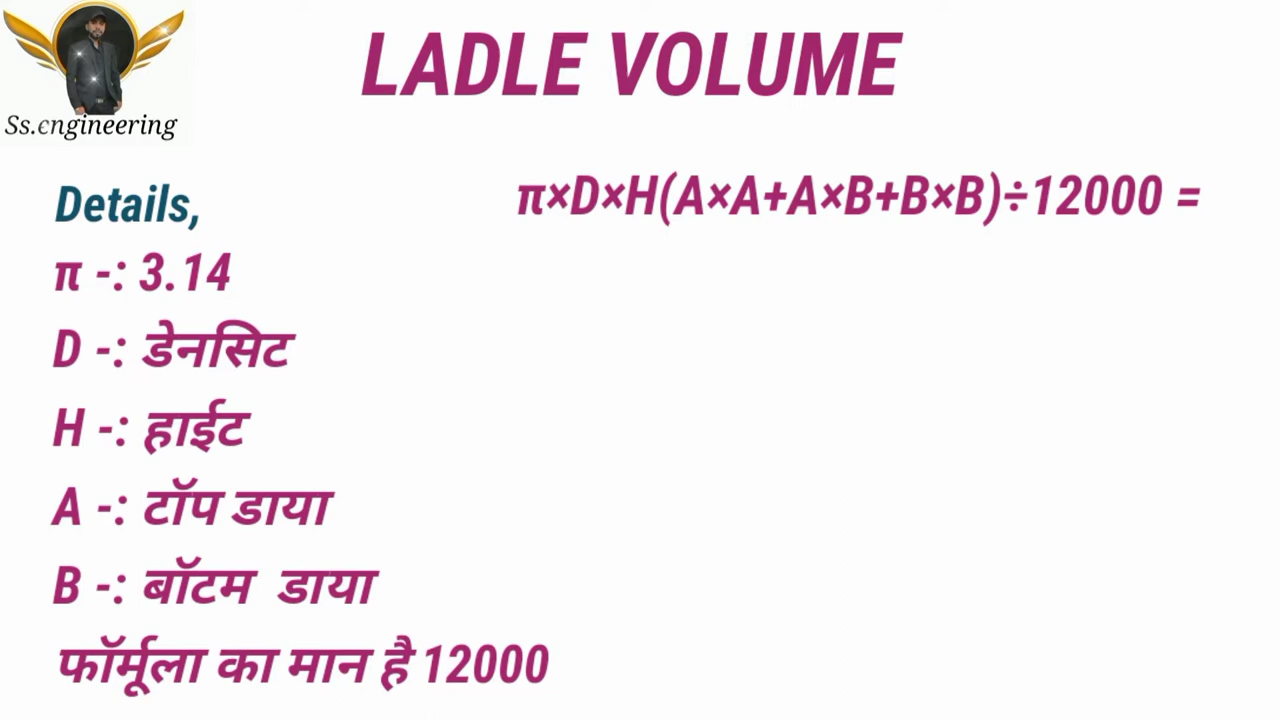 Ss.engineering
LADLE VOLUME
Details,
π×D×H(A×A+A×B+B×B)÷12000 =
π -: 3.14
D -: डेनसिट
H -: हाईट
A -: टॉप डाया
B -: बॉटम डाया
फॉर्मूला का मान है 12000